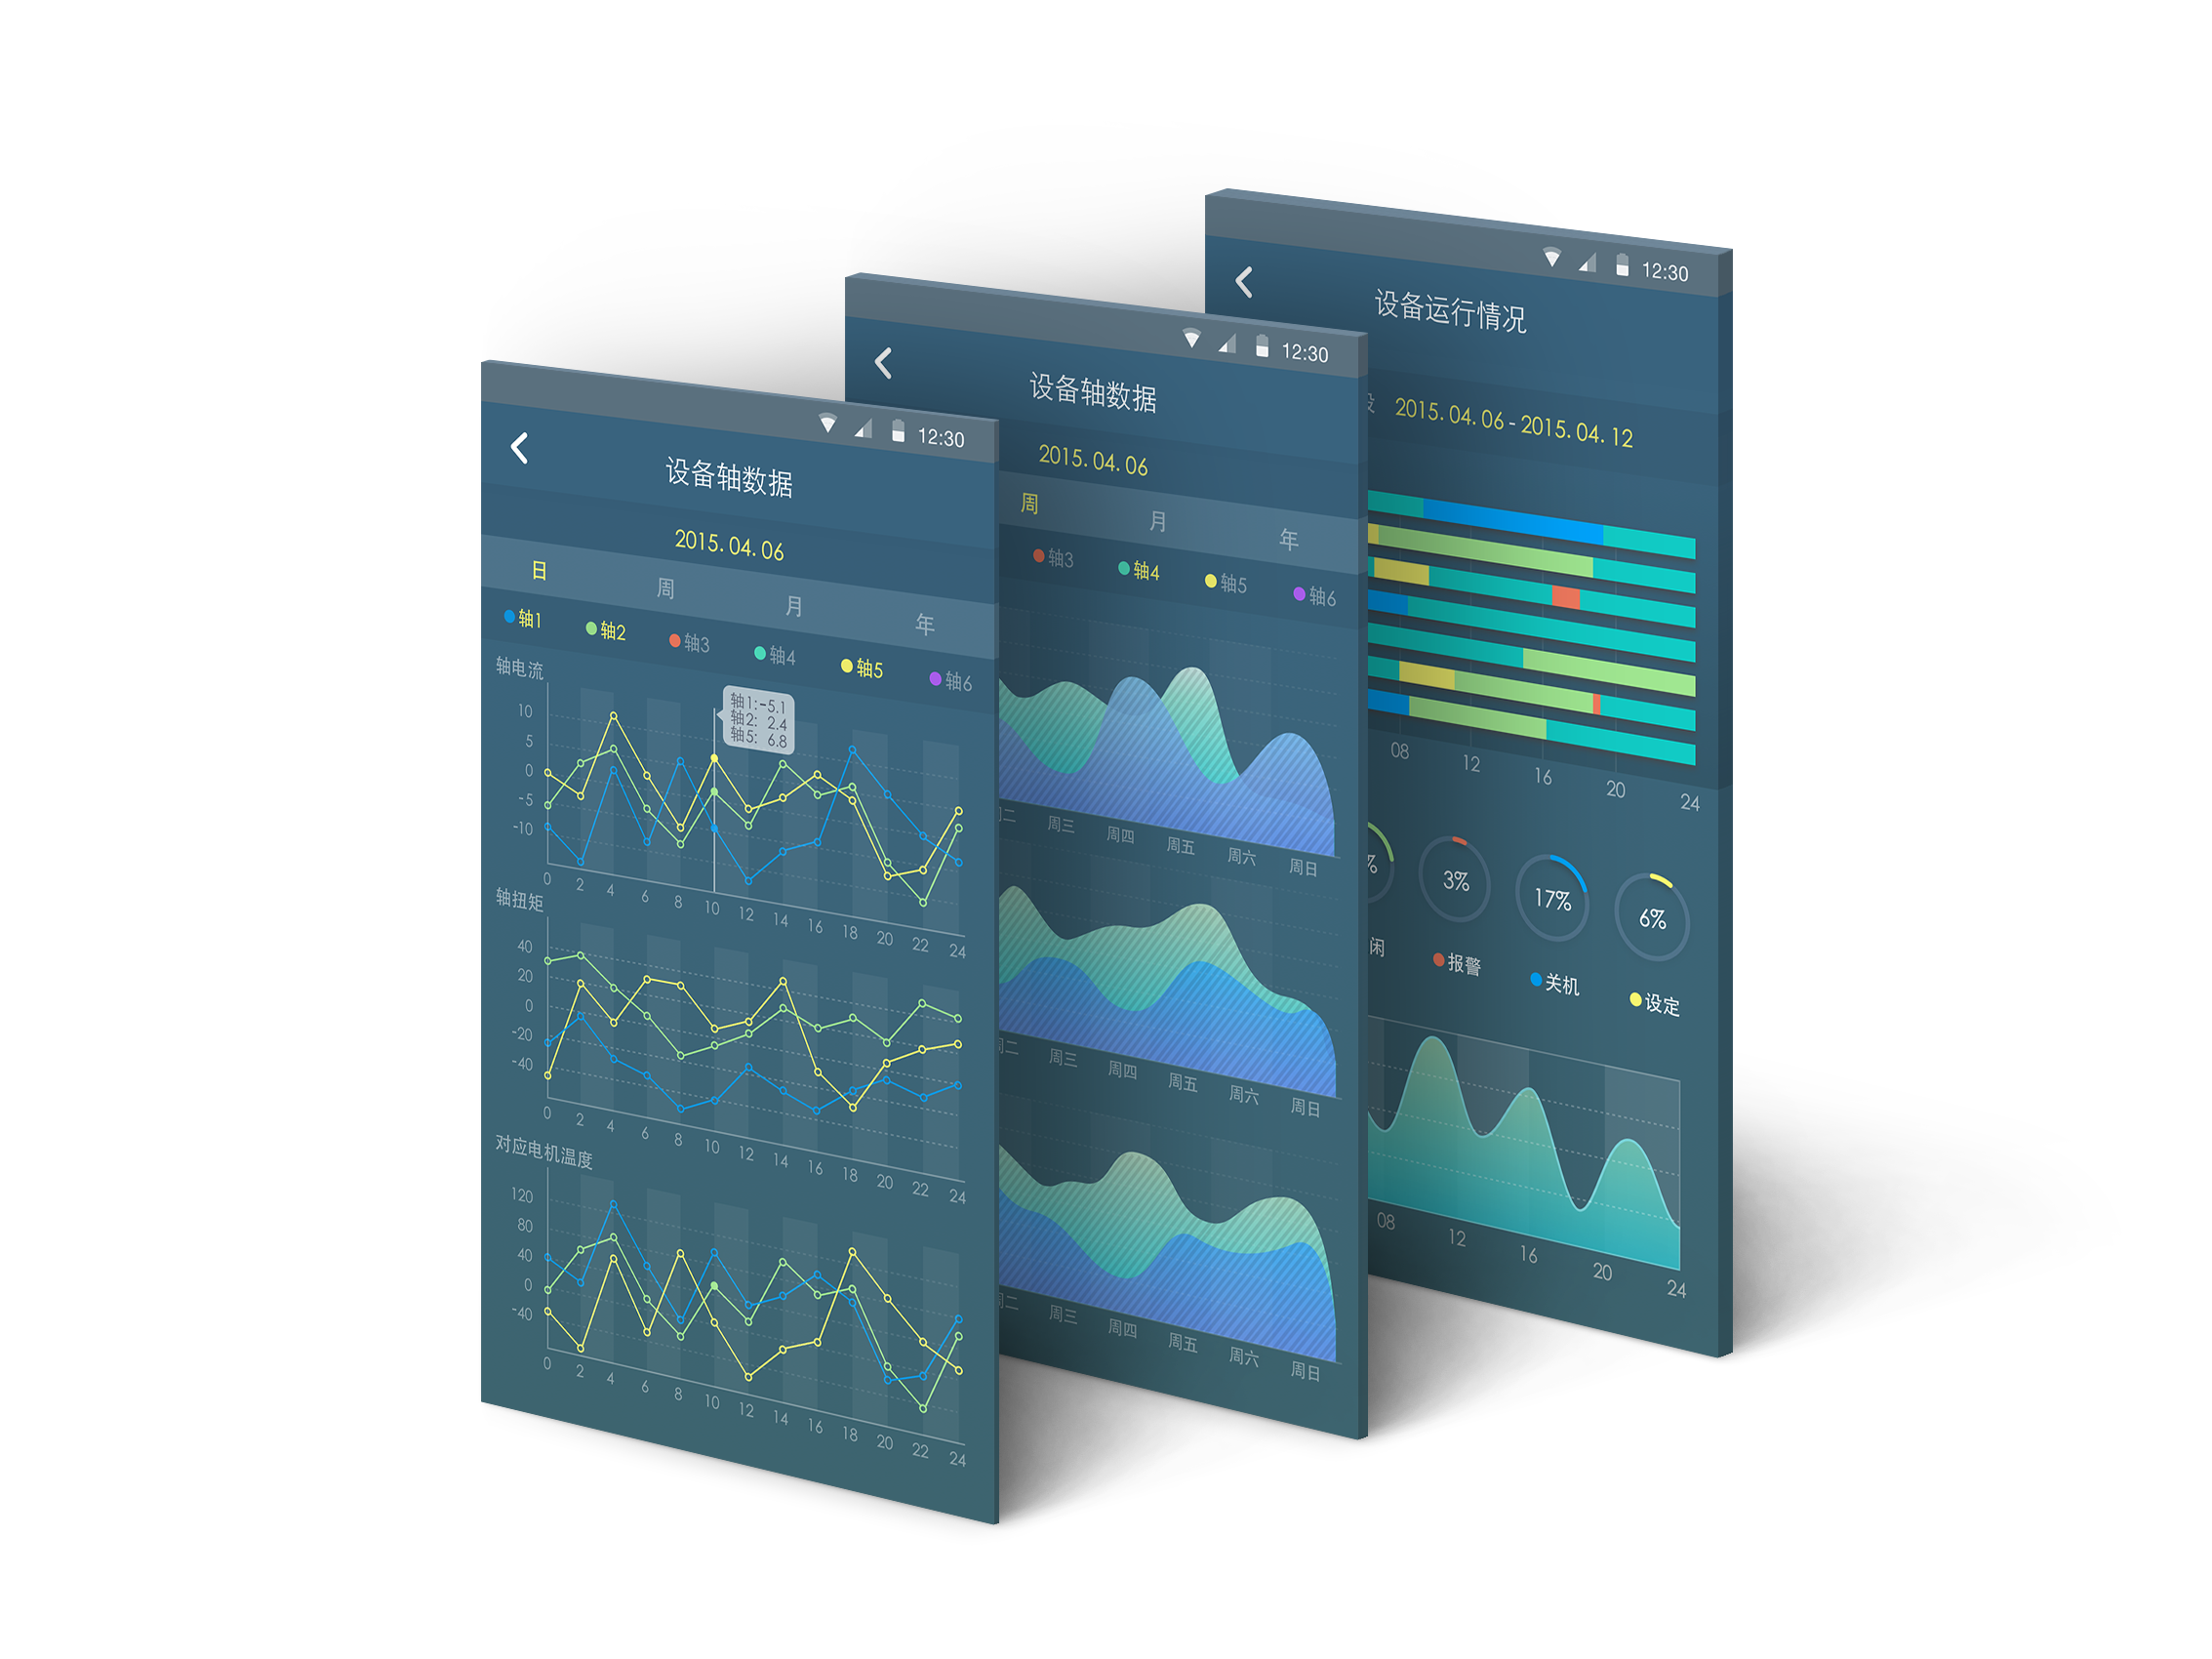 12:30
设备轴数据
2015.04.06
日 周 月 年
轴1 轴2 轴3 轴4 轴5 轴6
轴电流
轴1:-5.1
轴2: 2.4
轴5: 6.8
10
5
0
-5
-10
0 2 4 6 8 10 12 14 16 18 20 22 24
轴扭矩
40
20
0
-20
-40
0 2 4 6 8 10 12 14 16 18 20 22 24
对应电机温度
120
80
40
0
-40
0 2 4 6 8 10 12 14 16 18 20 22 24
12:30
设备轴数据
2015.04.06
周 月 年
轴3 轴4 轴5 轴6
周三 周四 周五 周六 周日
周三 周四 周五 周六 周日
周三 周四 周五 周六 周日
12:30
设备运行情况
2015.04.06-2015.04.12
08 12 16 20 24
% 3% 17% 6%
闲 报警 关机 设定
08 12 16 20 24